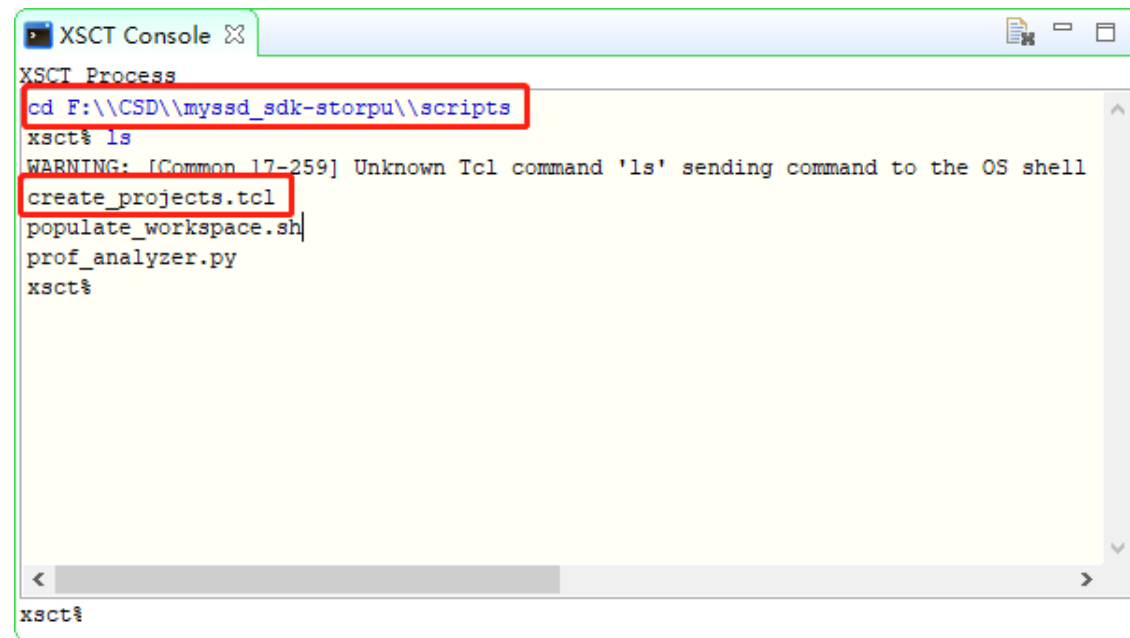 XSCT Console
XSCT Process
cd F:\\CSD\\myssd_sdk-storpu\\scripts
xsct% ls
WARNING: [Common 17-259] Unknown Tcl command 'ls' sending command to the OS shell
create_projects.tcl
populate_workspace.sh
prof_analyzer.py
xsct%
xsct%